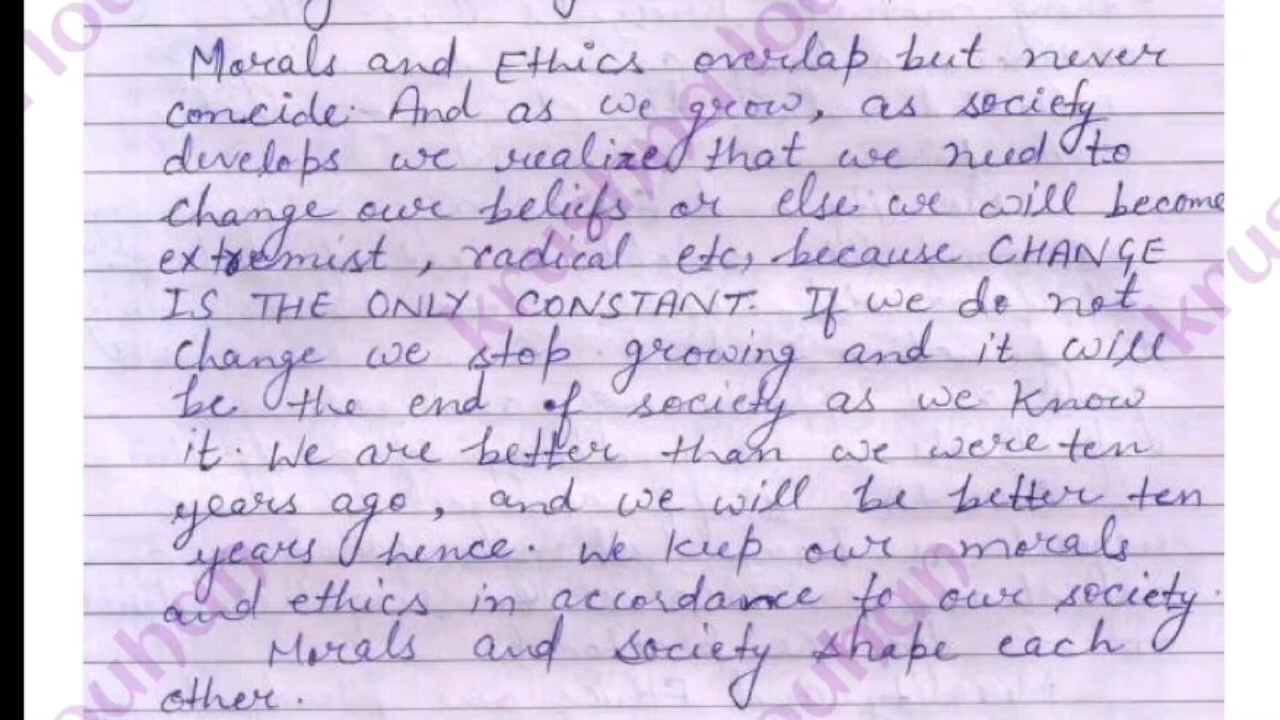 Morals and Ethics overlap but never
concide. And as we grow, as society
develops we realize that we need to
change our beliefs or else we will become
extremist, radical etc, because CHANGE
IS THE ONLY CONSTANT. If we do not
change we stop growing and it will
be the end of society as we know
it. We are better than we were ten
years ago, and we will be better ten
years hence. We keep our morals
and ethics in accordance to our society.
Morals and society shape each
other.